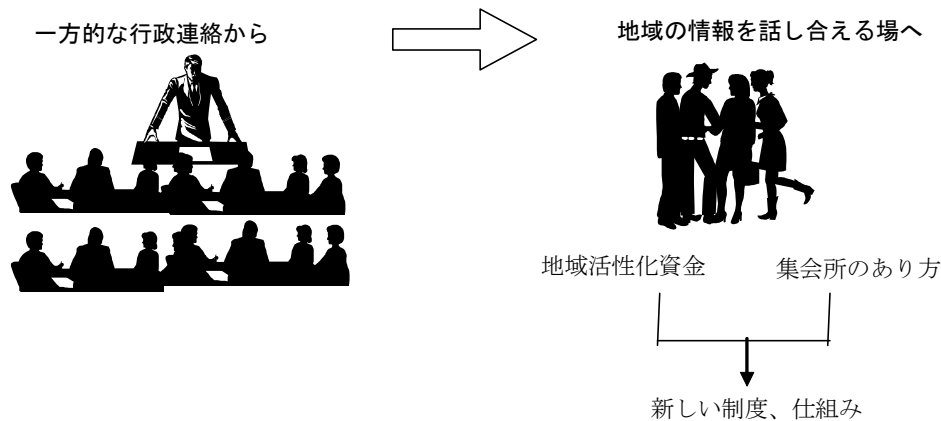 一方的な行政連絡から
地域の情報を話し合える場へ
地域活性化資金
集会所のあり方
新しい制度、仕組み